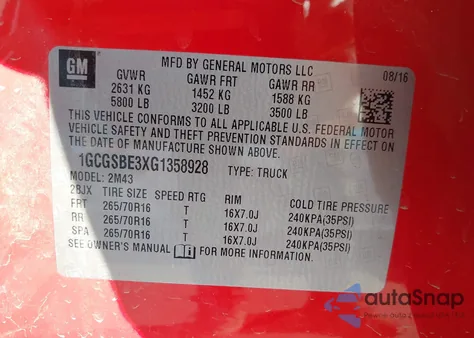 GM
MFD BY GENERAL MOTORS LLC
08/16
GVWR GAWR FRT GAWR RR
2631 KG 1452 KG 1588 KG
5800 LB 3200 LB 3500 LB
THIS VEHICLE CONFORMS TO ALL APPLICABLE U.S. FEDERAL MOTOR
VEHICLE SAFETY AND THEFT PREVENTION STANDARDS IN EFFECT ON
THE DATE OF MANUFACTURE SHOWN ABOVE.
1GCGSBE3XG1358928 TYPE: TRUCK
MODEL: 2M43
2BJX TIRE SIZE SPEED RTG RIM COLD TIRE PRESSURE
FRT 265/70R16 T 16X7.0J 240KPA(35PSI)
RR 265/70R16 T 16X7.0J 240KPA(35PSI)
SPA 265/70R16 T 16X7.0J 240KPA(35PSI)
SEE OWNER'S MANUAL FOR MORE INFORMATION.
autoSnap